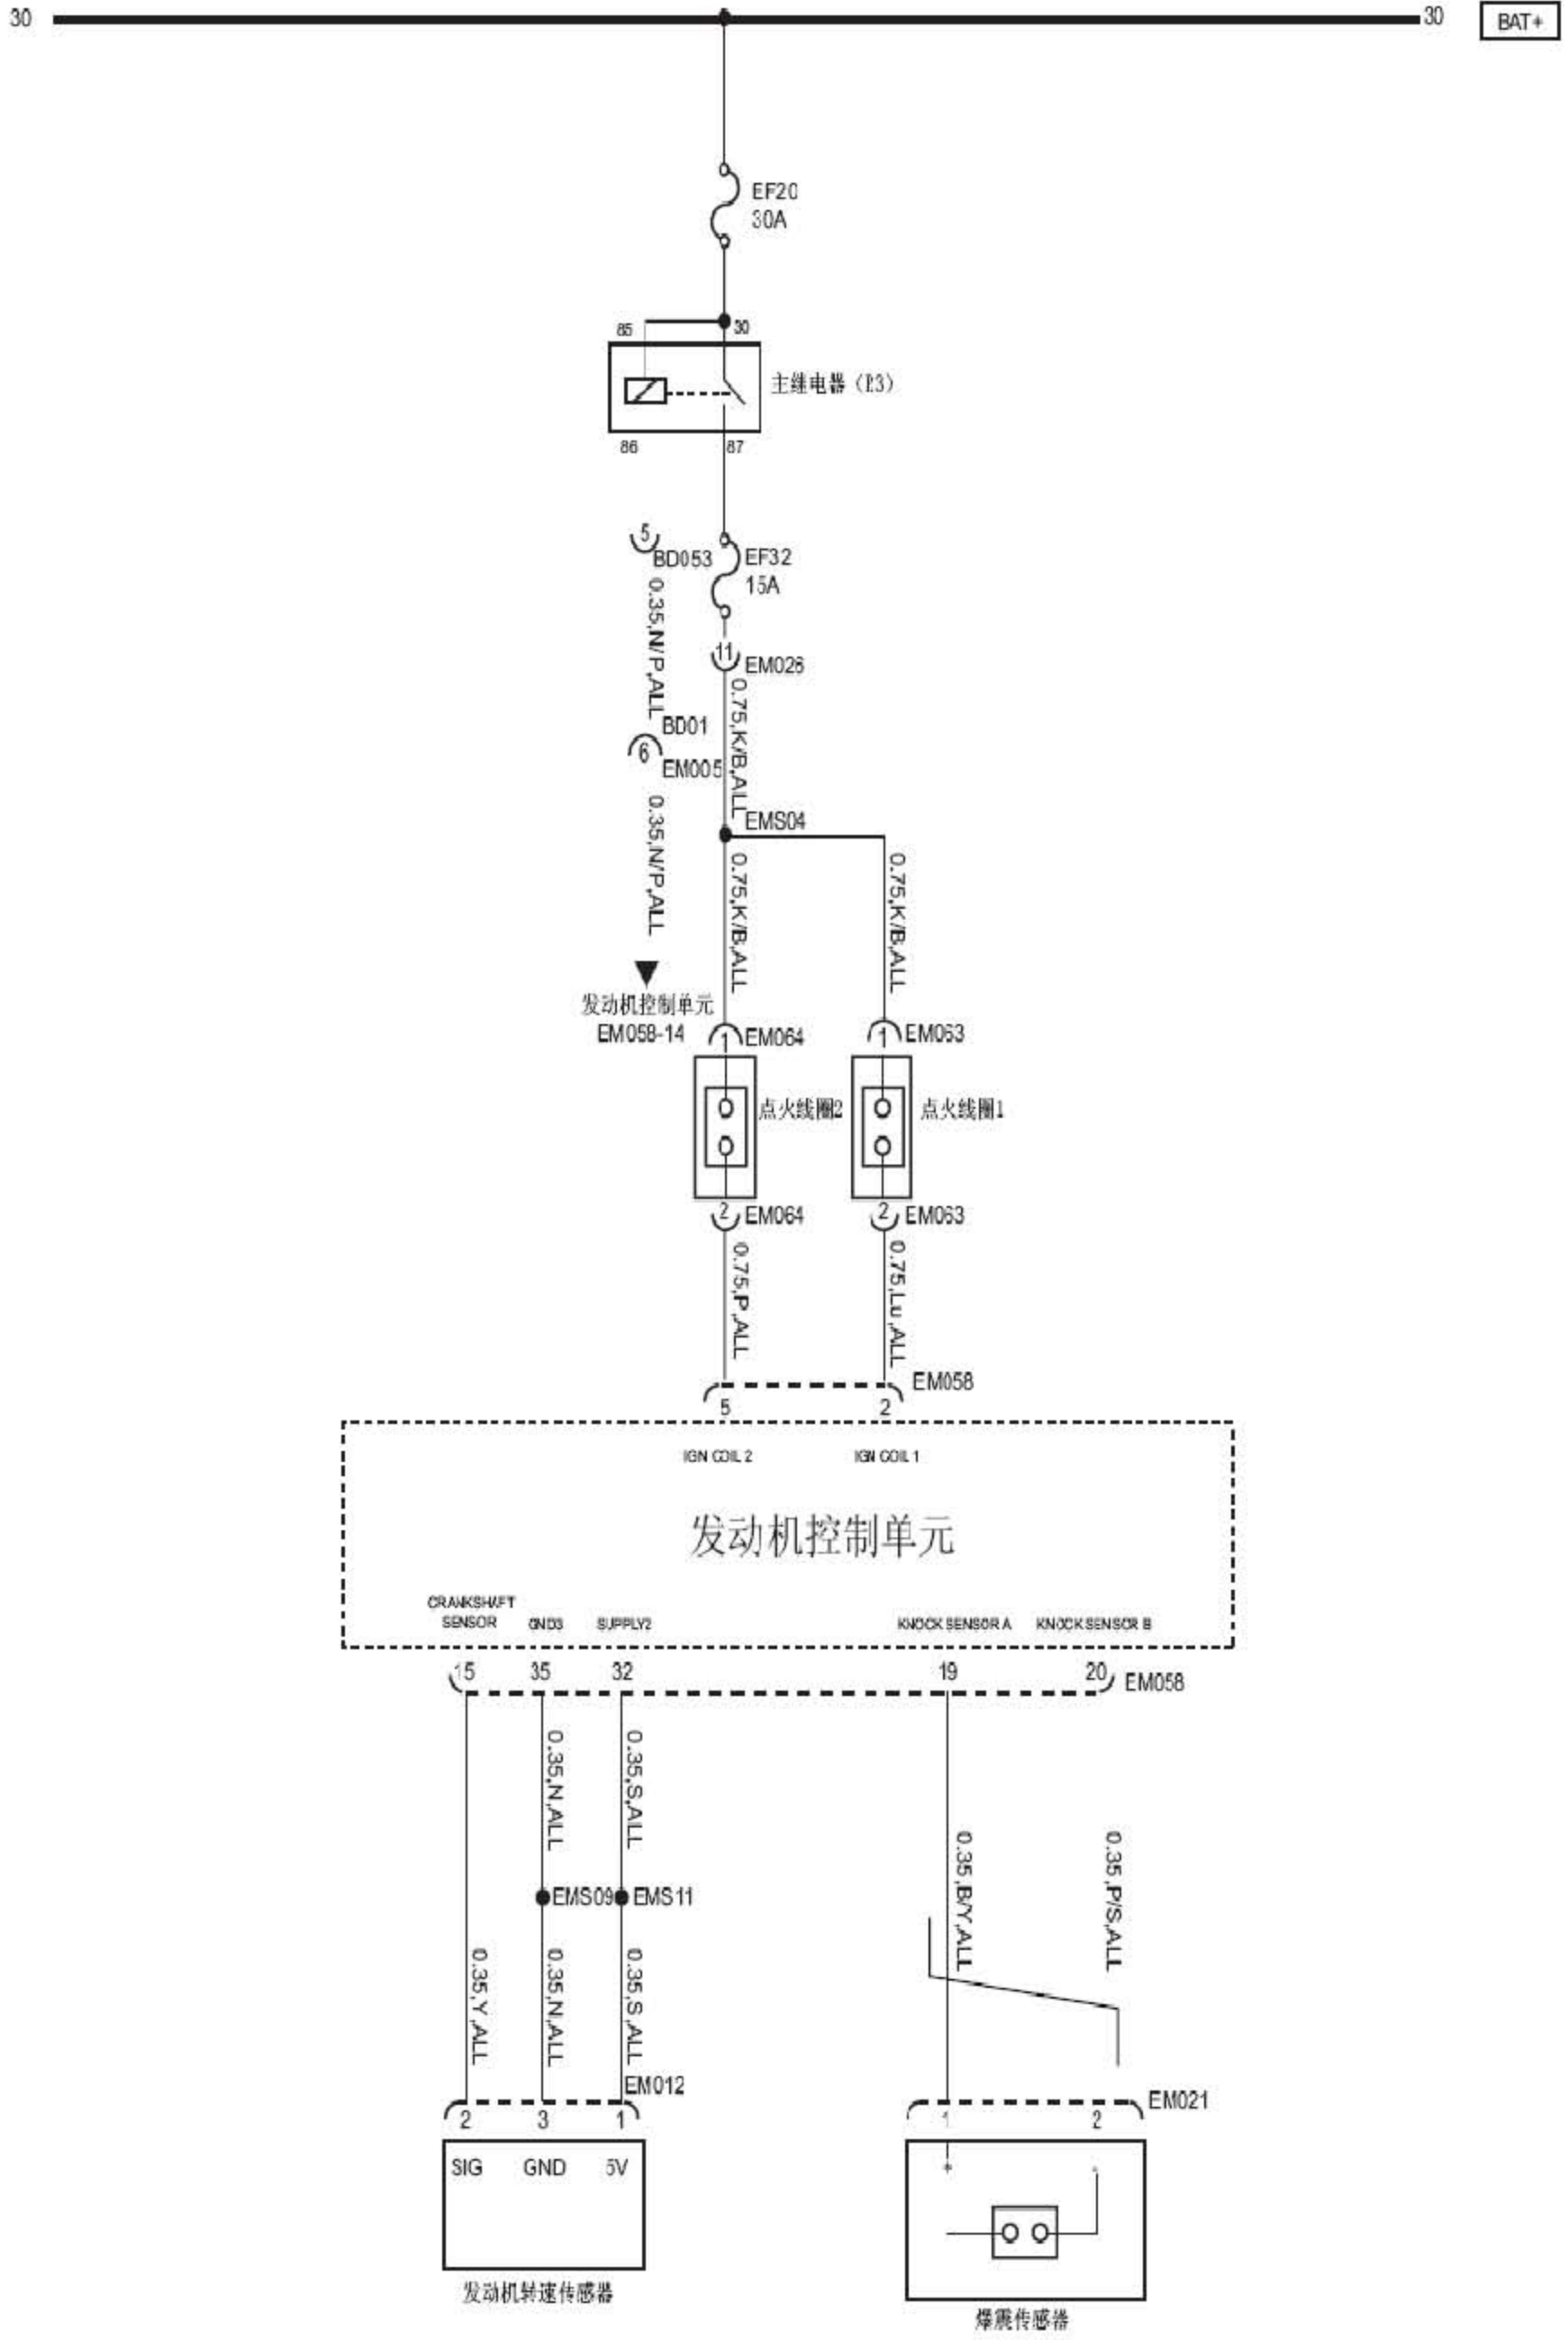 30
30
BAT+
EF20
30A
85
30
主继电器（R3）
86
87
5
BD053
EF32
15A
0.35,N/P,ALL
11
EM026
0.75,K/B,ALL
BD01
6
EM005
EMS04
0.35,N/P,ALL
0.75,K/B,ALL
0.75,K/B,ALL
发动机控制单元
EM058-14
1
EM064
1
EM063
点火线圈2
点火线圈1
2
EM064
2
EM063
0.75,P,ALL
0.75,Lu,ALL
EM058
5
2
IGN COIL 2
IGN COIL 1
发动机控制单元
CRANKSHAFT
SENSOR
GND3
SUPPLY2
KNOCK SENSOR A
KNOCK SENSOR B
15
35
32
19
20
EM058
0.35,N,ALL
0.35,S,ALL
0.35,B/Y,ALL
0.35,P/S,ALL
EMS09
EMS11
0.35,Y,ALL
0.35,N,ALL
0.35,S,ALL
EM012
2
3
1
EM021
1
2
SIG
GND
5V
+
-
发动机转速传感器
爆震传感器